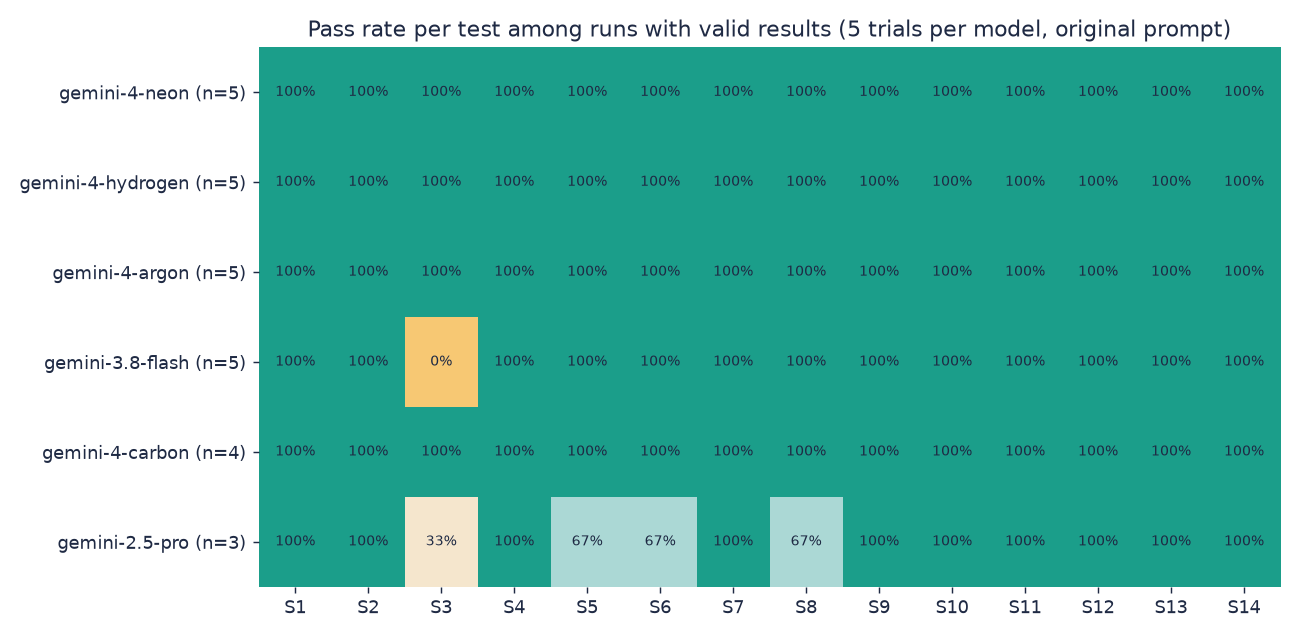 Pass rate per test among runs with valid results (5 trials per model, original prompt)
gemini-4-neon (n=5) 100% 100% 100% 100% 100% 100% 100% 100% 100% 100% 100% 100% 100% 100%
gemini-4-hydrogen (n=5) 100% 100% 100% 100% 100% 100% 100% 100% 100% 100% 100% 100% 100% 100%
gemini-4-argon (n=5) 100% 100% 100% 100% 100% 100% 100% 100% 100% 100% 100% 100% 100% 100%
gemini-3.8-flash (n=5) 100% 100% 0% 100% 100% 100% 100% 100% 100% 100% 100% 100% 100% 100%
gemini-4-carbon (n=4) 100% 100% 100% 100% 100% 100% 100% 100% 100% 100% 100% 100% 100% 100%
gemini-2.5-pro (n=3) 100% 100% 33% 100% 67% 67% 100% 67% 100% 100% 100% 100% 100% 100%
S1 S2 S3 S4 S5 S6 S7 S8 S9 S10 S11 S12 S13 S14